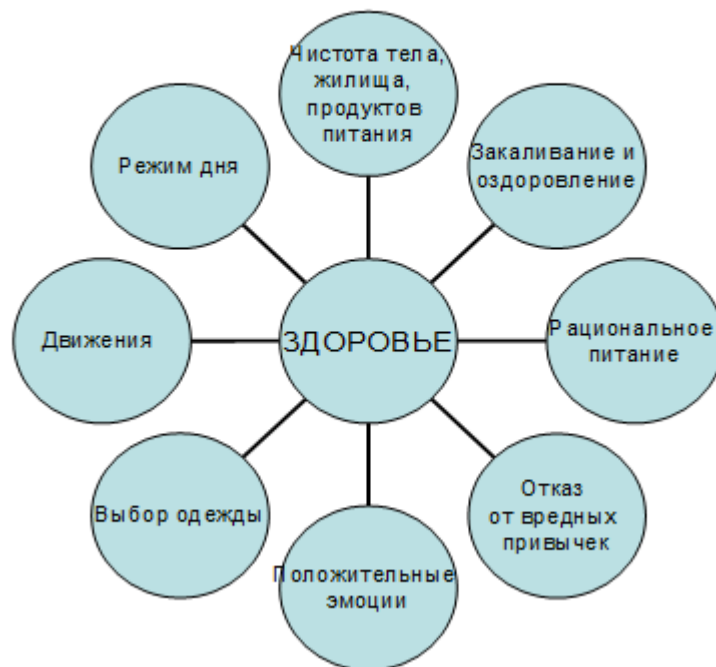 Чистота тела,
жилища,
продуктов
питания
Закаливание и
оздоровление
Рациональное
питание
Отказ
от вредных
привычек
Положительные
эмоции
Выбор одежды
Движения
Режим дня
ЗДОРОВЬЕ